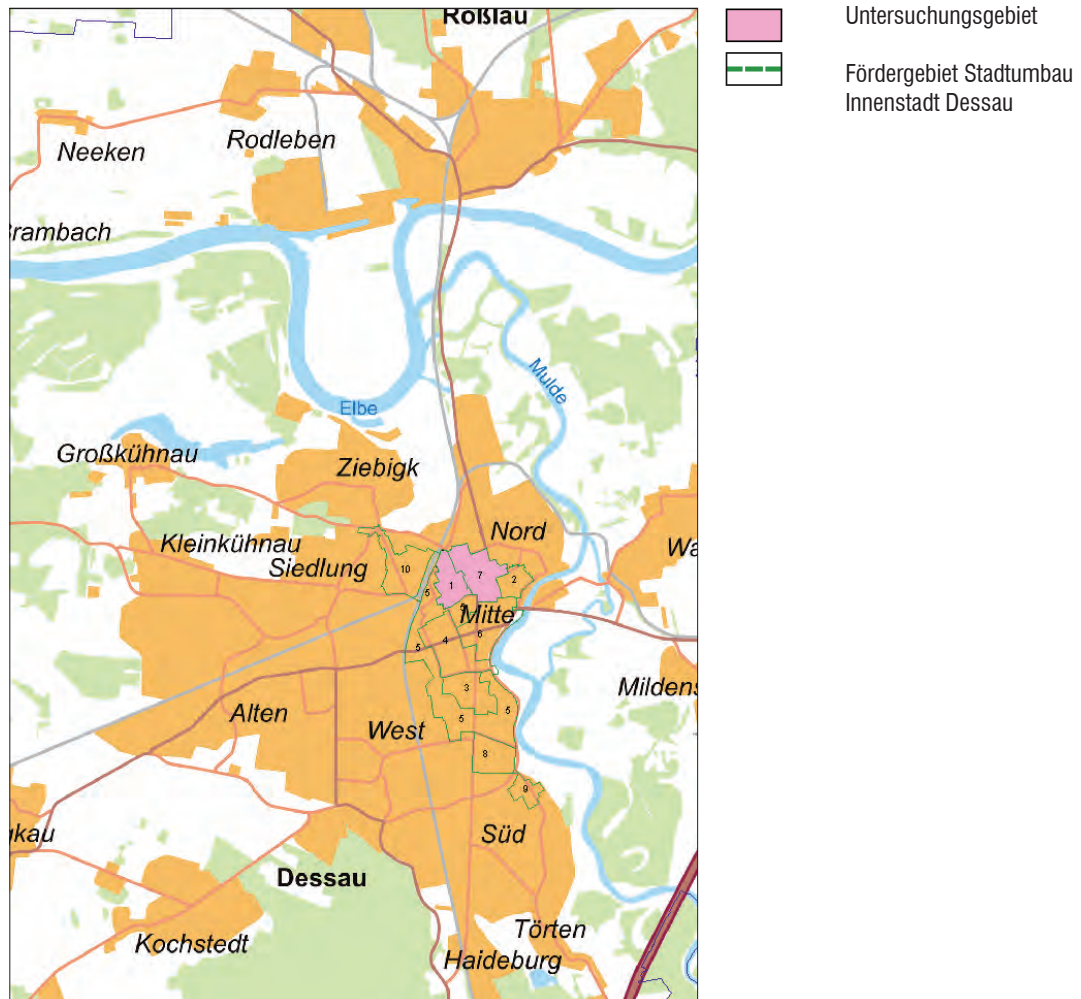 Roßlau
Untersuchungsgebiet
Fördergebiet Stadtumbau
Innenstadt Dessau
Neeken
Rodleben
Brambach
Mulde
Elbe
Großkühnau
Ziebigk
Nord
Wa
Kleinkühnau
Siedlung
10
5
1
7
2
Mitte
4
6
5
3
Mildens
Alten
West
5
5
8
9
Süd
gkau
Dessau
Törten
Kochstedt
Haideburg